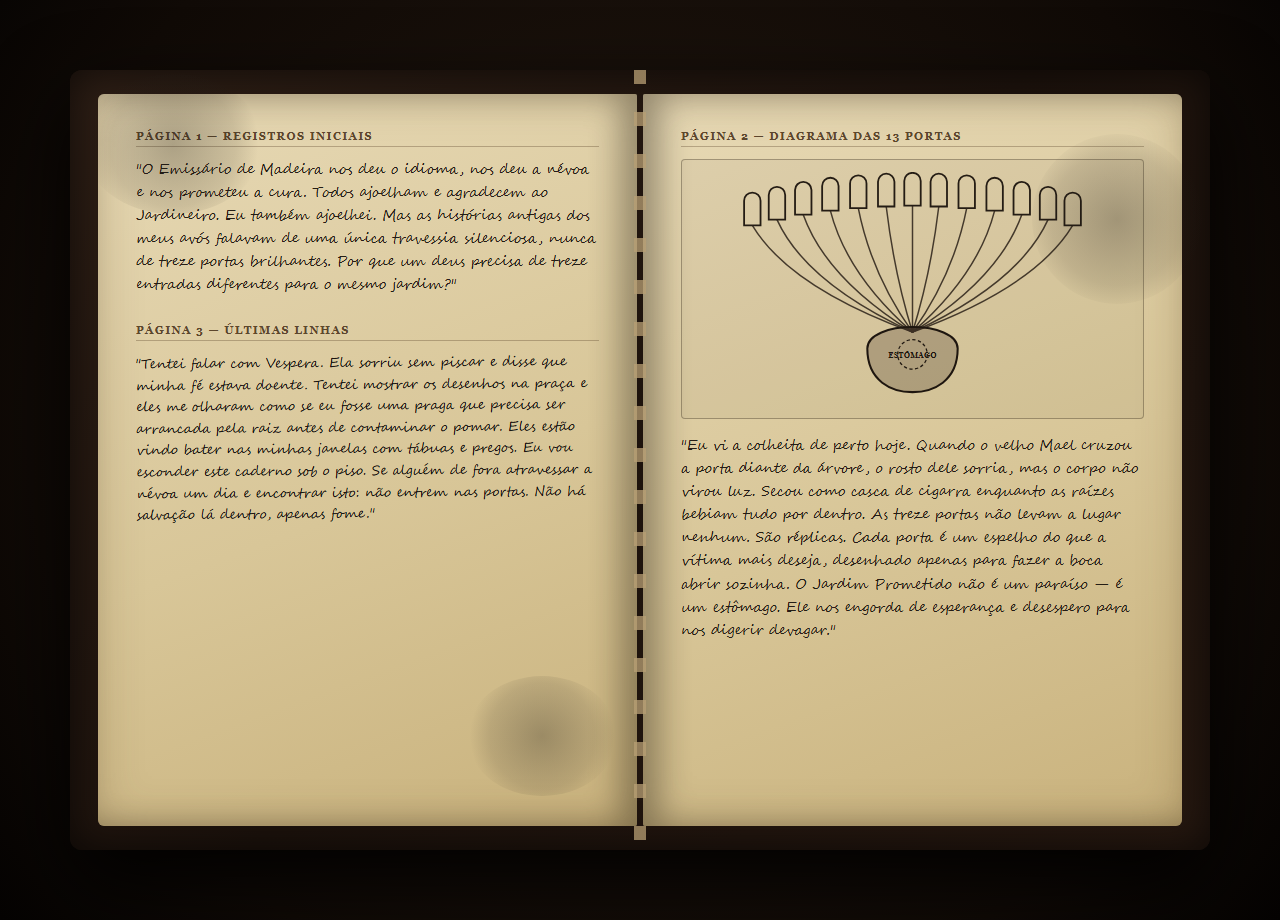 PÁGINA 1 — REGISTROS INICIAIS
"O Emissário de Madeira nos deu o idioma, nos deu a névoa
e nos prometeu a cura. Todos ajoelham e agradecem ao
Jardineiro. Eu também ajoelhei. Mas as histórias antigas dos
meus avós falavam de uma única travessia silenciosa, nunca
de treze portas brilhantes. Por que um deus precisa de treze
entradas diferentes para o mesmo jardim?"
PÁGINA 3 — ÚLTIMAS LINHAS
"Tentei falar com Vespera. Ela sorriu sem piscar e disse que
minha fé estava doente. Tentei mostrar os desenhos na praça e
eles me olharam como se eu fosse uma praga que precisa ser
arrancada pela raiz antes de contaminar o pomar. Eles estão
vindo bater nas minhas janelas com tábuas e pregos. Eu vou
esconder este caderno sob o piso. Se alguém de fora atravessar a
névoa um dia e encontrar isto: não entrem nas portas. Não há
salvação lá dentro, apenas fome."
PÁGINA 2 — DIAGRAMA DAS 13 PORTAS
ESTÔMAGO
"Eu vi a colheita de perto hoje. Quando o velho Mael cruzou
a porta diante da árvore, o rosto dele sorria, mas o corpo não
virou luz. Secou como casca de cigarra enquanto as raízes
bebiam tudo por dentro. As treze portas não levam a lugar
nenhum. São réplicas. Cada porta é um espelho do que a
vítima mais deseja, desenhado apenas para fazer a boca
abrir sozinha. O Jardim Prometido não é um paraíso — é
um estômago. Ele nos engorda de esperança e desespero para
nos digerir devagar."